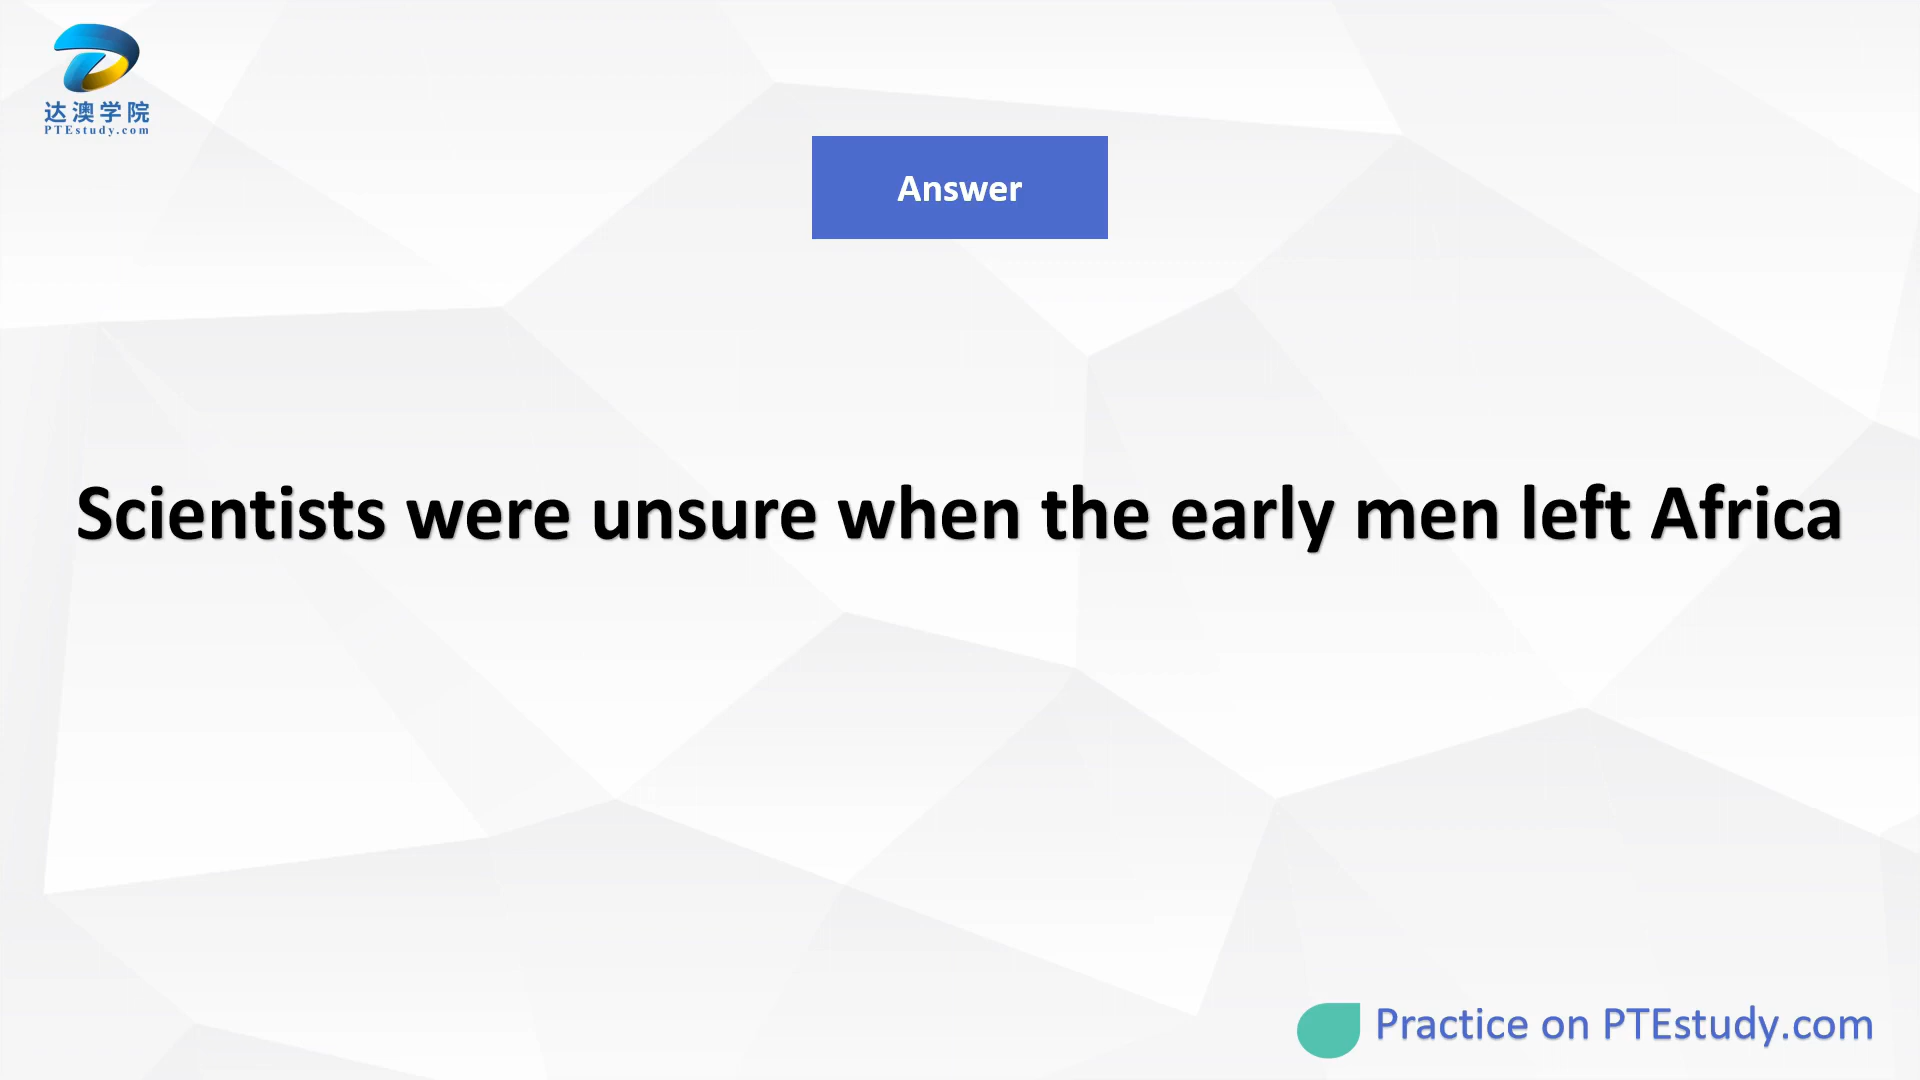 达澳学院
PTEstudy.com
Answer
Scientists were unsure when the early men left Africa
Practice on PTEstudy.com